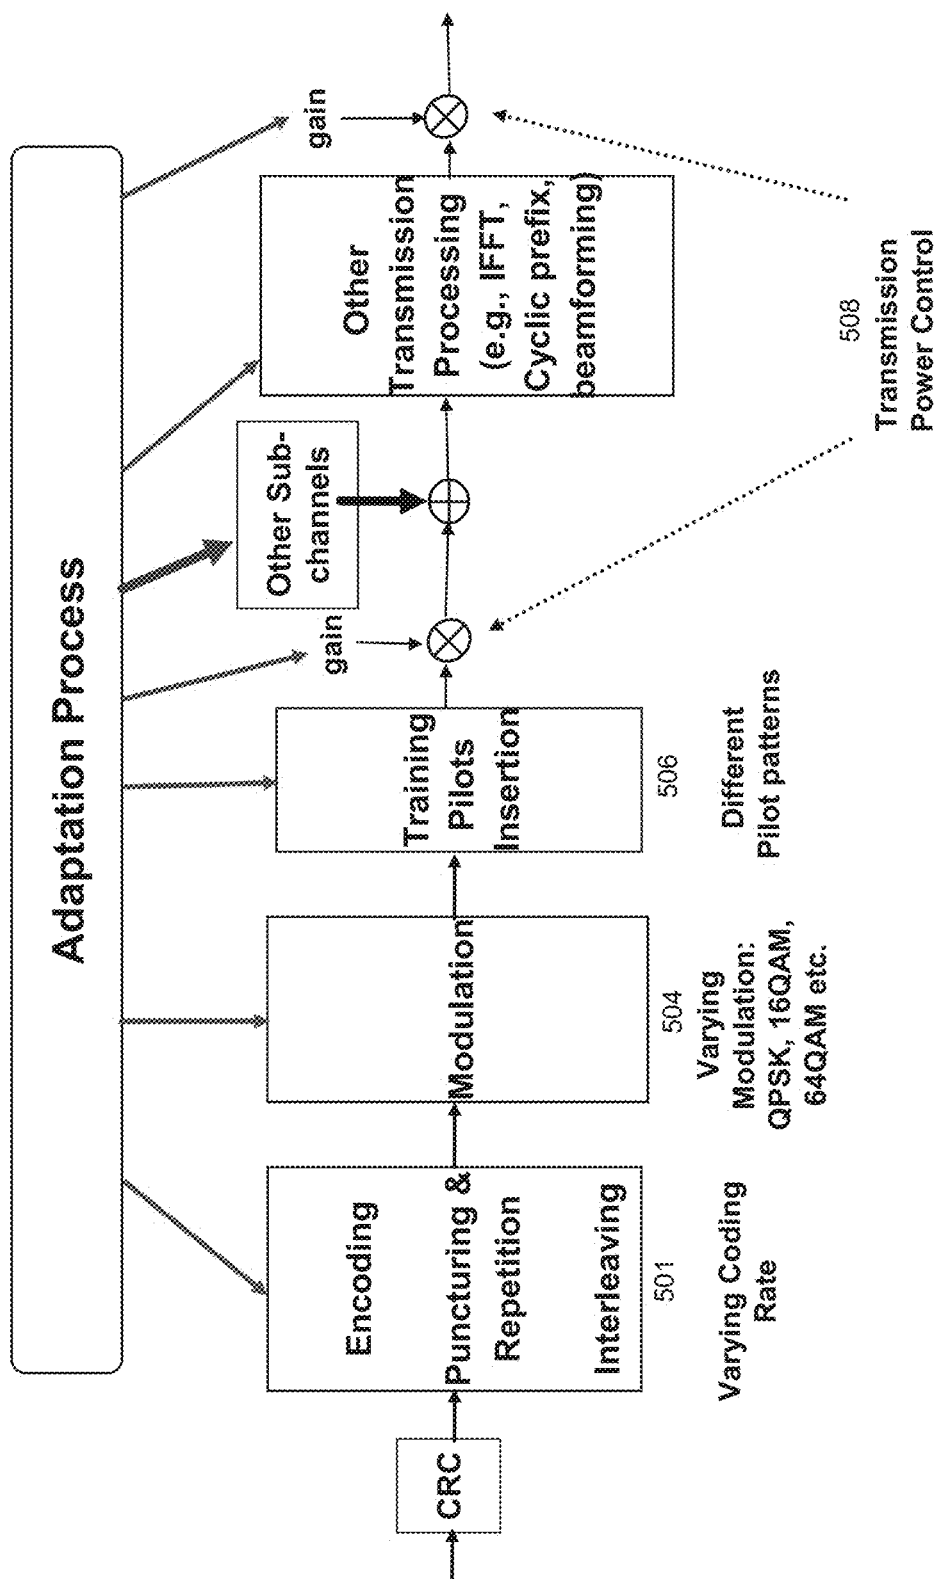 Adaptation Process
CRC
Encoding
Puncturing &
Repetition
Interleaving
501
Varying Coding
Rate
Modulation
504
Varying
Modulation:
QPSK, 16QAM,
64QAM etc.
Training
Pilots
Insertion
506
Different
Pilot patterns
gain
Other Sub-
channels
Other
Transmission
Processing
(e.g., IFFT,
Cyclic prefix,
beamforming)
gain
508
Transmission
Power Control